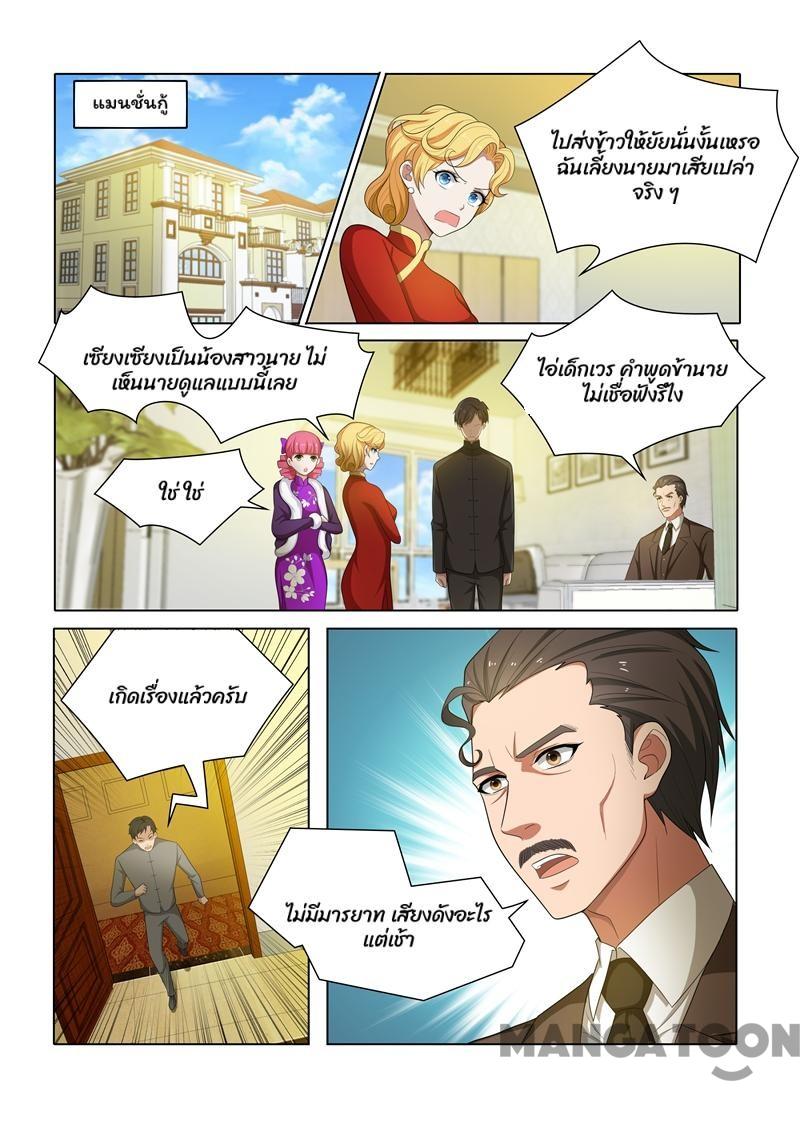 แมนชั่นกู้
ไปส่งข้าวให้ยัยนั่นงั้นเหรอ
ฉันเลี้ยงนายมาเสียเปล่า
จริง ๆ
เซียงเซียงเป็นน้องสาวนาย ไม่
เห็นนายดูแลแบบนี้เลย
ใช่ ใช่
ไอ่เด็กเวร คำพูดข้านาย
ไม่เชื่อฟังรึไง
เกิดเรื่องแล้วครับ
ไม่มีมารยาท เสียงดังอะไร
แต่เช้า
MANGATOON